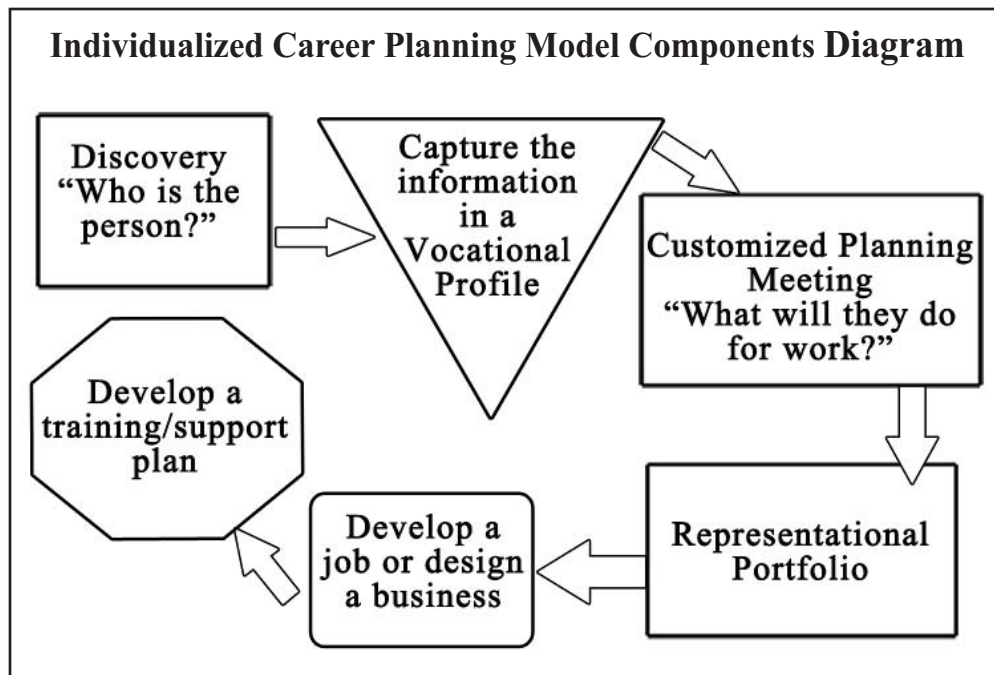 Individualized Career Planning Model Components Diagram
Discovery
“Who is the
person?”
Capture the
information
in a
Vocational
Profile
Customized Planning
Meeting
“What will they do
for work?”
Representational
Portfolio
Develop a
job or design
a business
Develop a
training/support
plan